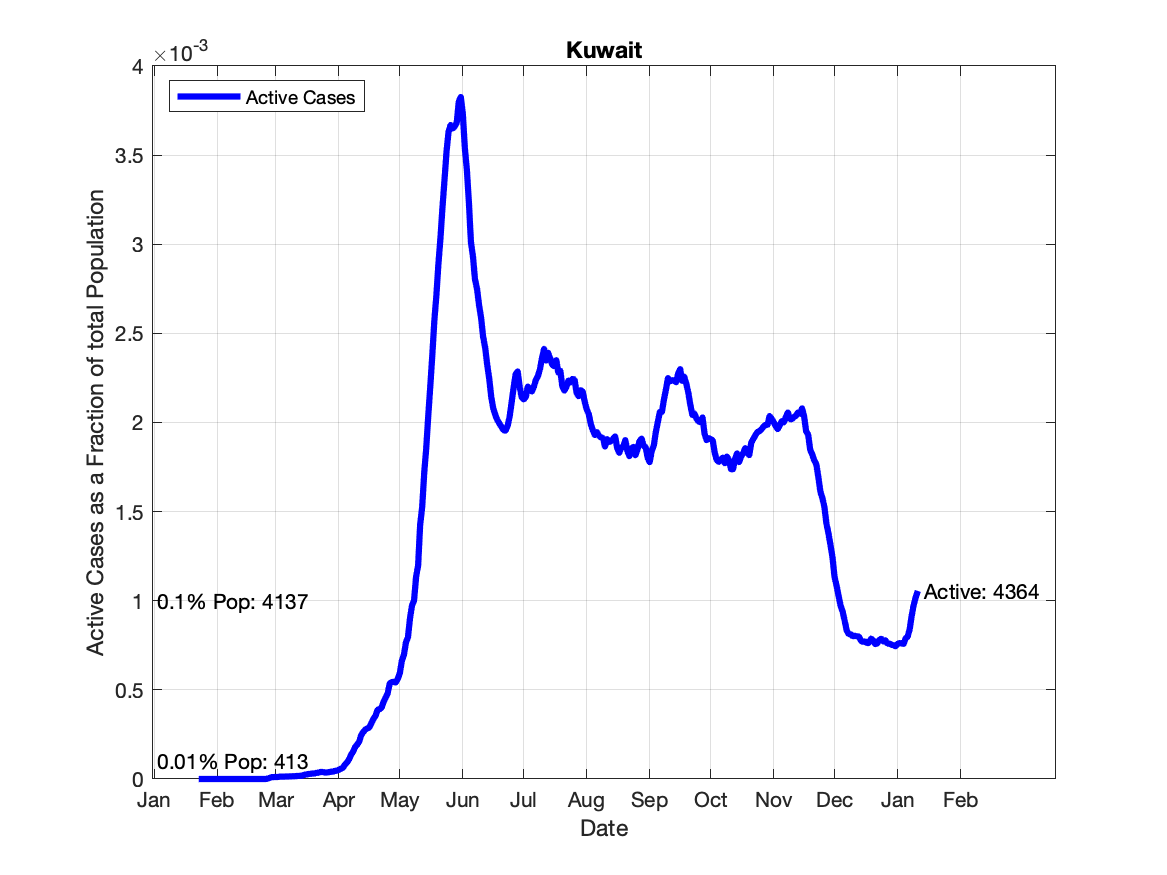 Kuwait
×10-3
Active Cases
4
3.5
3
2.5
2
1.5
1
0.5
0
Active Cases as a Fraction of total Population
0.1% Pop: 4137
0.01% Pop: 413
Active: 4364
Jan Feb Mar Apr May Jun Jul Aug Sep Oct Nov Dec Jan Feb
Date